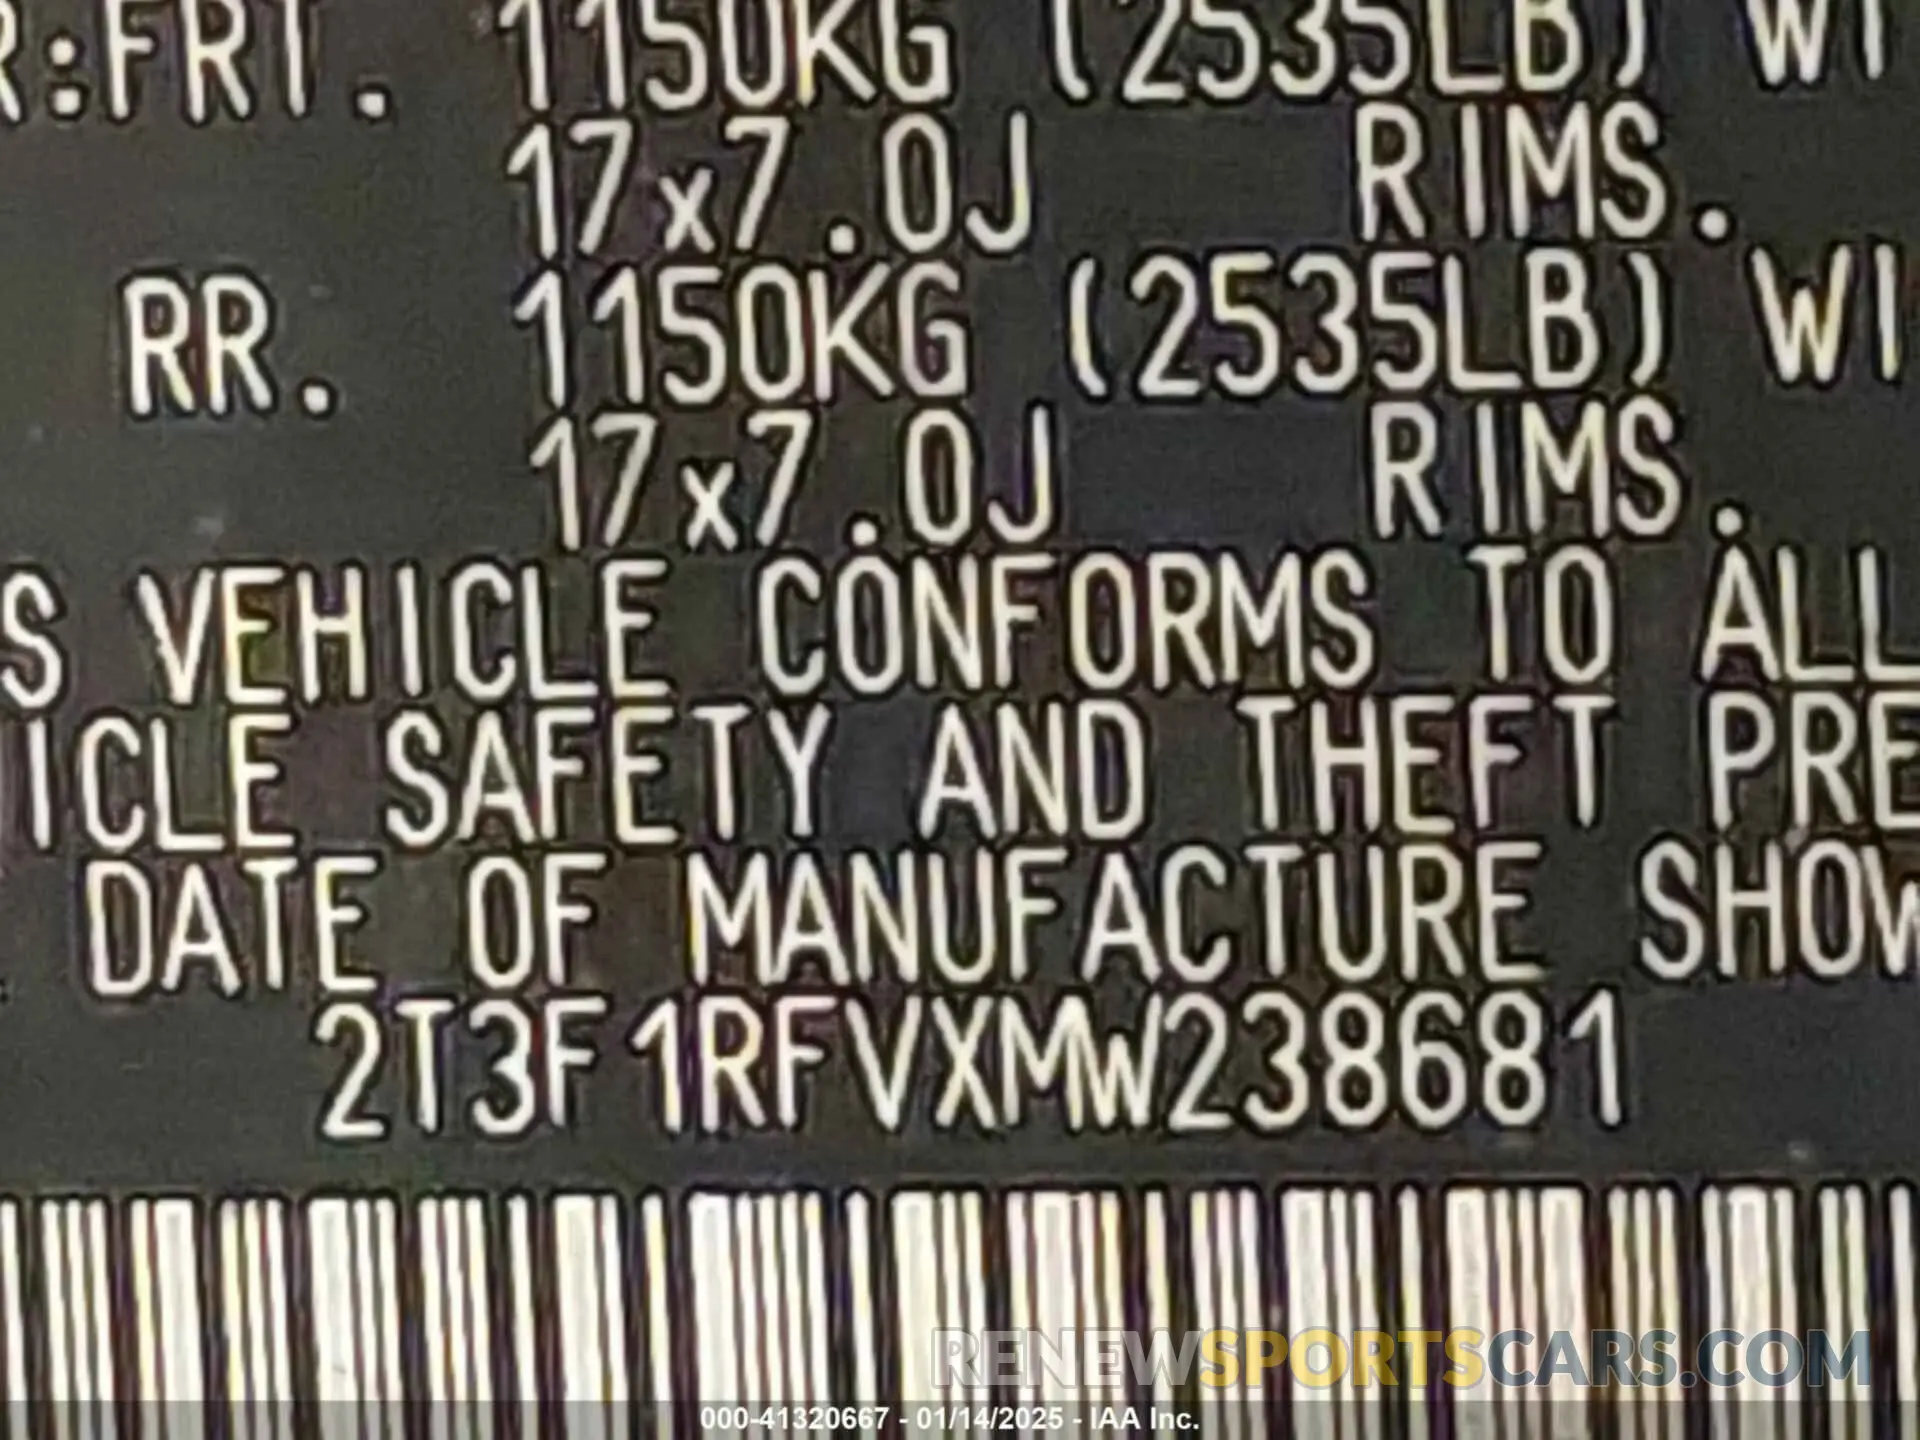 R:FRT. 1150KG (2535LB) WI
17x7.0J RIMS.
RR. 1150KG (2535LB) WI
17x7.0J RIMS.
S VEHICLE CONFORMS TO ALL
ICLE SAFETY AND THEFT PRE
DATE OF MANUFACTURE SHOW
2T3F1RFVXMW238681
RENEWSPORTSCARS.COM
000-41320667 - 01/14/2025 - IAA Inc.